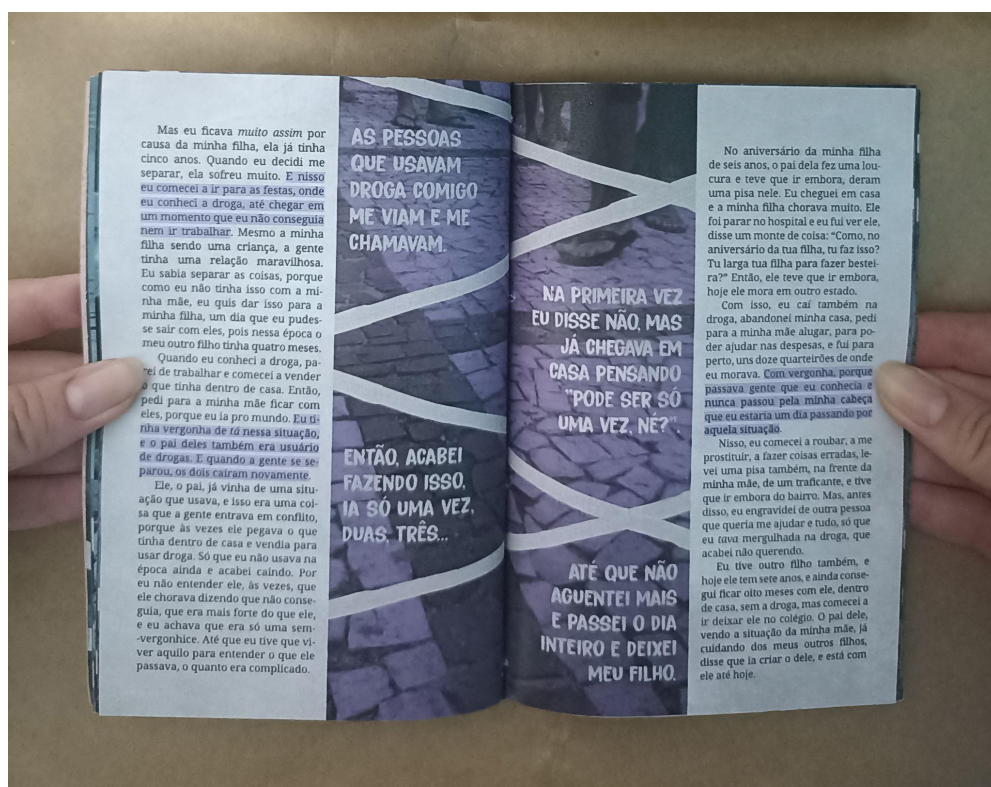 Mas eu ficava muito assim por
causa da minha filha, ela já tinha
cinco anos. Quando eu decidi me
separar, ela sofreu muito. E nisso
eu comecei a ir para as festas, onde
eu conheci a droga, até chegar em
um momento que eu não conseguia
nem ir trabalhar. Mesmo a minha
filha sendo uma criança, a gente
tinha uma relação maravilhosa.
Eu sabia separar as coisas, porque
como eu não tinha isso com a mi-
nha mãe, eu quis dar isso para a
minha filha, um dia que eu pudes-
se sair com eles, pois nessa época o
meu outro filho tinha quatro meses.
Quando eu conheci a droga, pa-
rei de trabalhar e comecei a vender
o que tinha dentro de casa. Então,
pedi para a minha mãe ficar com
eles, porque eu ia pro mundo. Eu ti-
nha vergonha de tá nessa situação,
e o pai deles também era usuário
de drogas. E quando a gente se se-
parou, os dois caíram novamente.
Ele, o pai, já vinha de uma situ-
ação que usava, e isso era uma coi-
sa que a gente entrava em conflito,
porque às vezes ele pegava o que
tinha dentro de casa e vendia para
usar droga. Só que eu não usava na
época ainda e acabei caindo. Por
eu não entender ele, às vezes, que
ele chorava dizendo que não conse-
guia, que era mais forte do que ele,
e eu achava que era só uma sem-
-vergonhice. Até que eu tive que vi-
ver aquilo para entender o que ele
passava, o quanto era complicado.
AS PESSOAS
QUE USAVAM
DROGA COMIGO
ME VIAM E ME
CHAMAVAM.
NA PRIMEIRA VEZ
EU DISSE NÃO, MAS
JÁ CHEGAVA EM
CASA PENSANDO
"PODE SER SÓ
UMA VEZ, NÉ?".
ENTÃO, ACABEI
FAZENDO ISSO,
IA SÓ UMA VEZ,
DUAS, TRÊS...
ATÉ QUE NÃO
AGUENTEI MAIS
E PASSEI O DIA
INTEIRO E DEIXEI
MEU FILHO.
No aniversário da minha filha
de seis anos, o pai dela fez uma lou-
cura e teve que ir embora, deram
uma pisa nele. Eu cheguei em casa
e a minha filha chorava muito. Ele
foi parar no hospital e eu fui ver ele,
disse um monte de coisa: “Como, no
aniversário da tua filha, tu faz isso?
Tu larga tua filha para fazer bestei-
ra?” Então, ele teve que ir embora,
hoje ele mora em outro estado.
Com isso, eu caí também na
droga, abandonei minha casa, pedi
para a minha mãe alugar, para po-
der ajudar nas despesas, e fui para
perto, uns doze quarteirões de onde
eu morava. Com vergonha, porque
passava gente que eu conhecia e
nunca passou pela minha cabeça
que eu estaria um dia passando por
aquela situação.
Nisso, eu comecei a roubar, a me
prostituir, a fazer coisas erradas, le-
vei uma pisa também, na frente da
minha mãe, de um traficante, e tive
que ir embora do bairro. Mas, antes
disso, eu engravidei de outra pessoa
que queria me ajudar e tudo, só que
eu tava mergulhada na droga, que
acabei não querendo.
Eu tive outro filho também, e
hoje ele tem sete anos, e ainda conse-
gui ficar oito meses com ele, dentro
de casa, sem a droga, mas comecei a
ir deixar ele no colégio. O pai dele,
vendo a situação da minha mãe, já
cuidando dos meus outros filhos,
disse que ia criar o dele, e está com
ele até hoje.